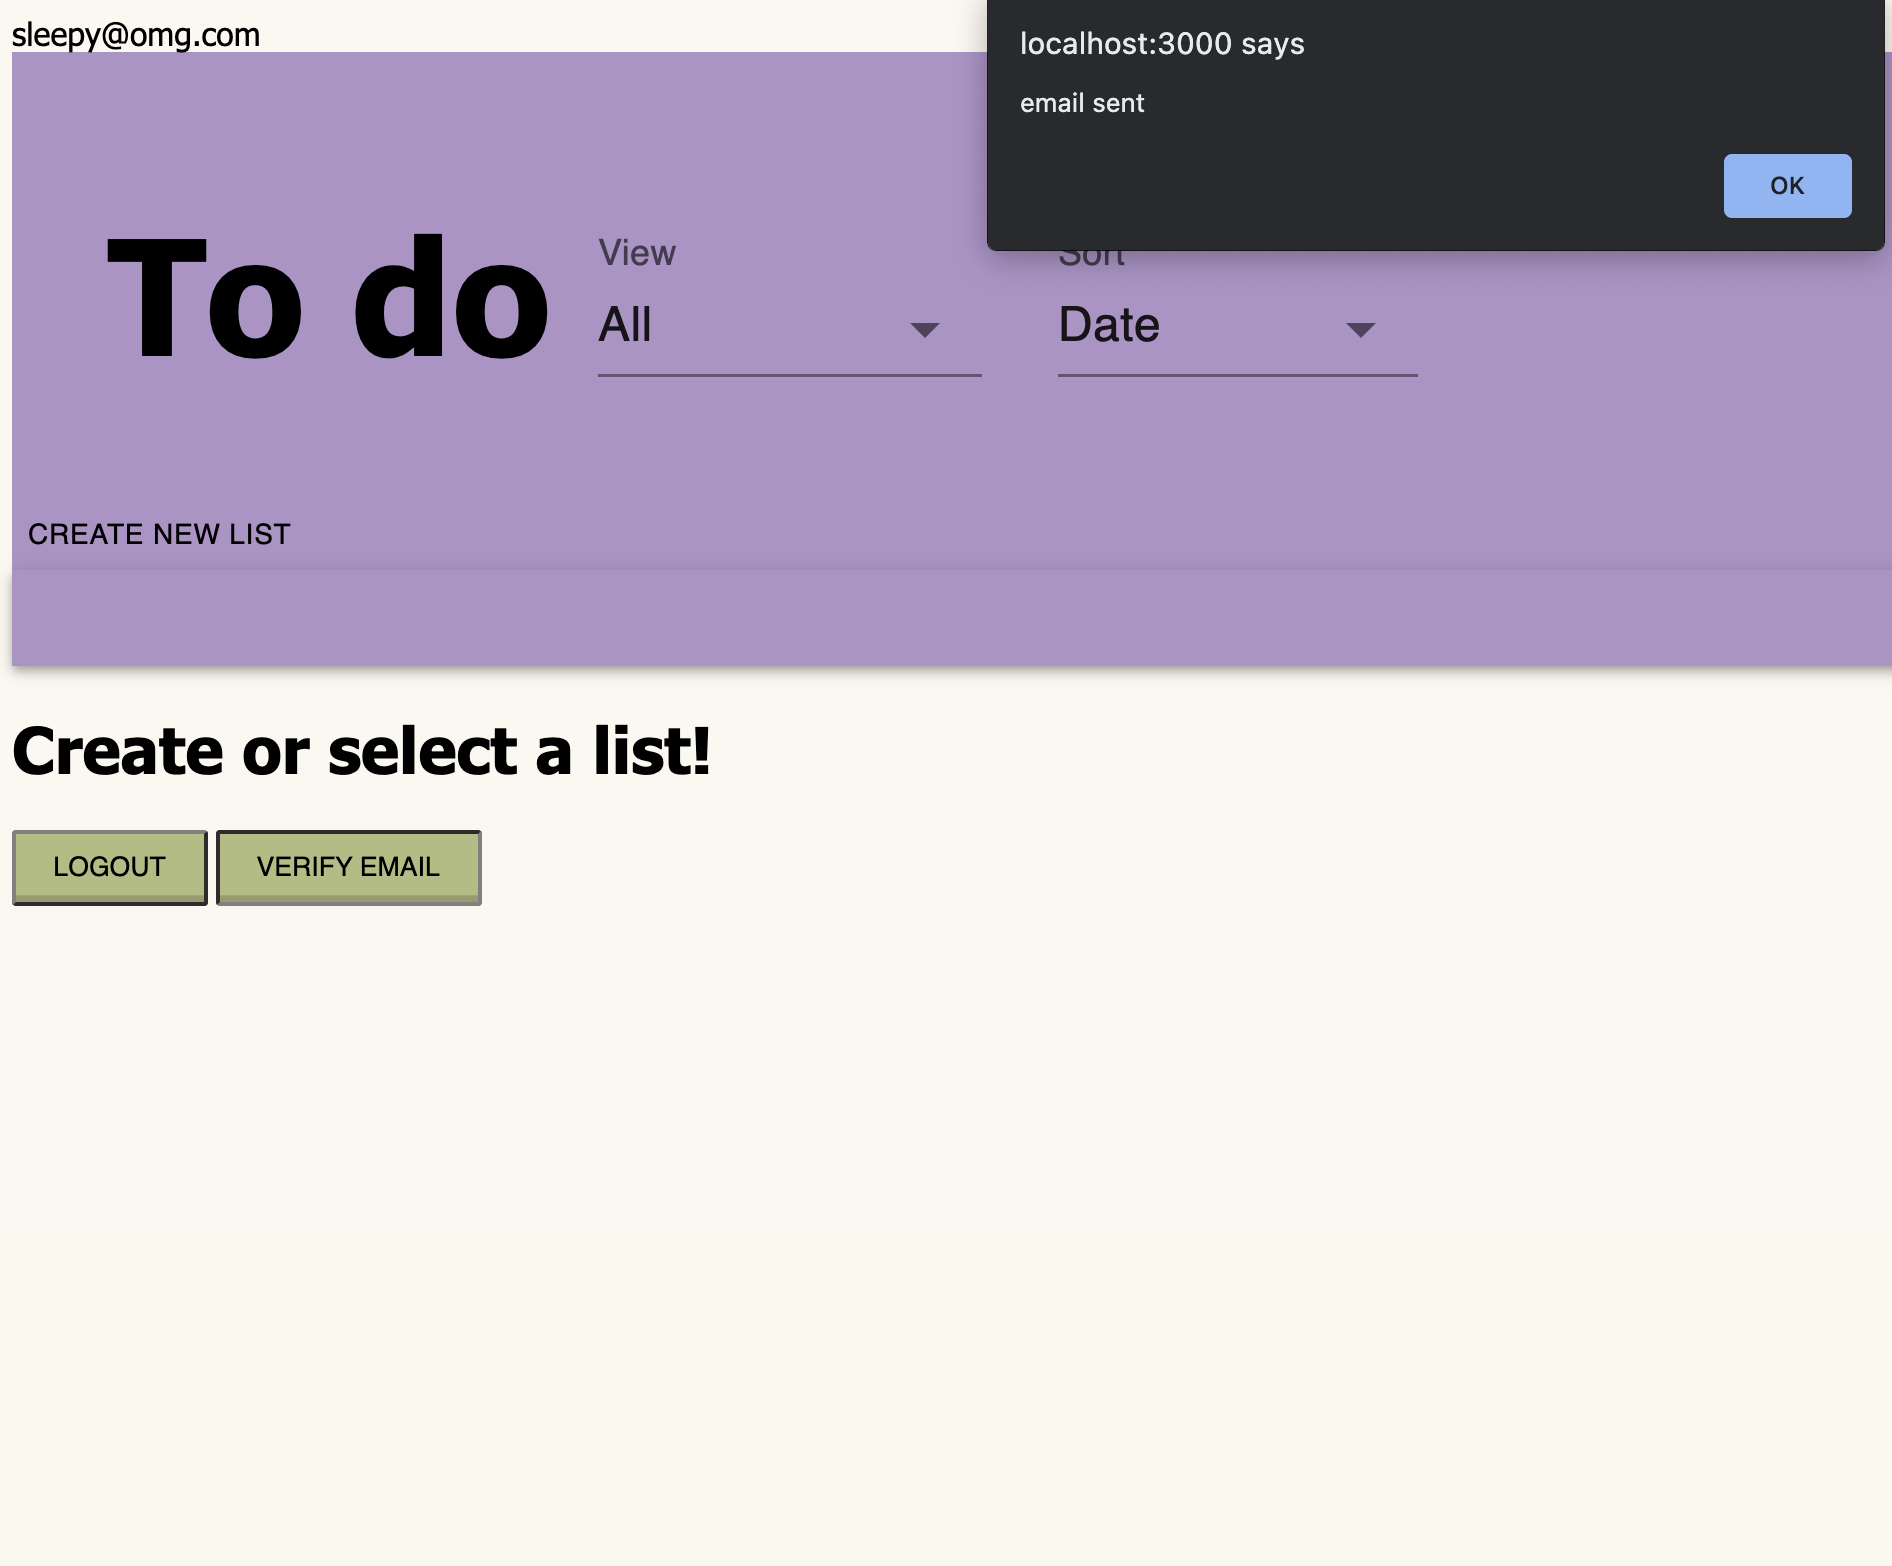 sleepy@omg.com
localhost:3000 says
email sent
OK
To do
View
Sort
All
Date
CREATE NEW LIST
Create or select a list!
LOGOUT
VERIFY EMAIL